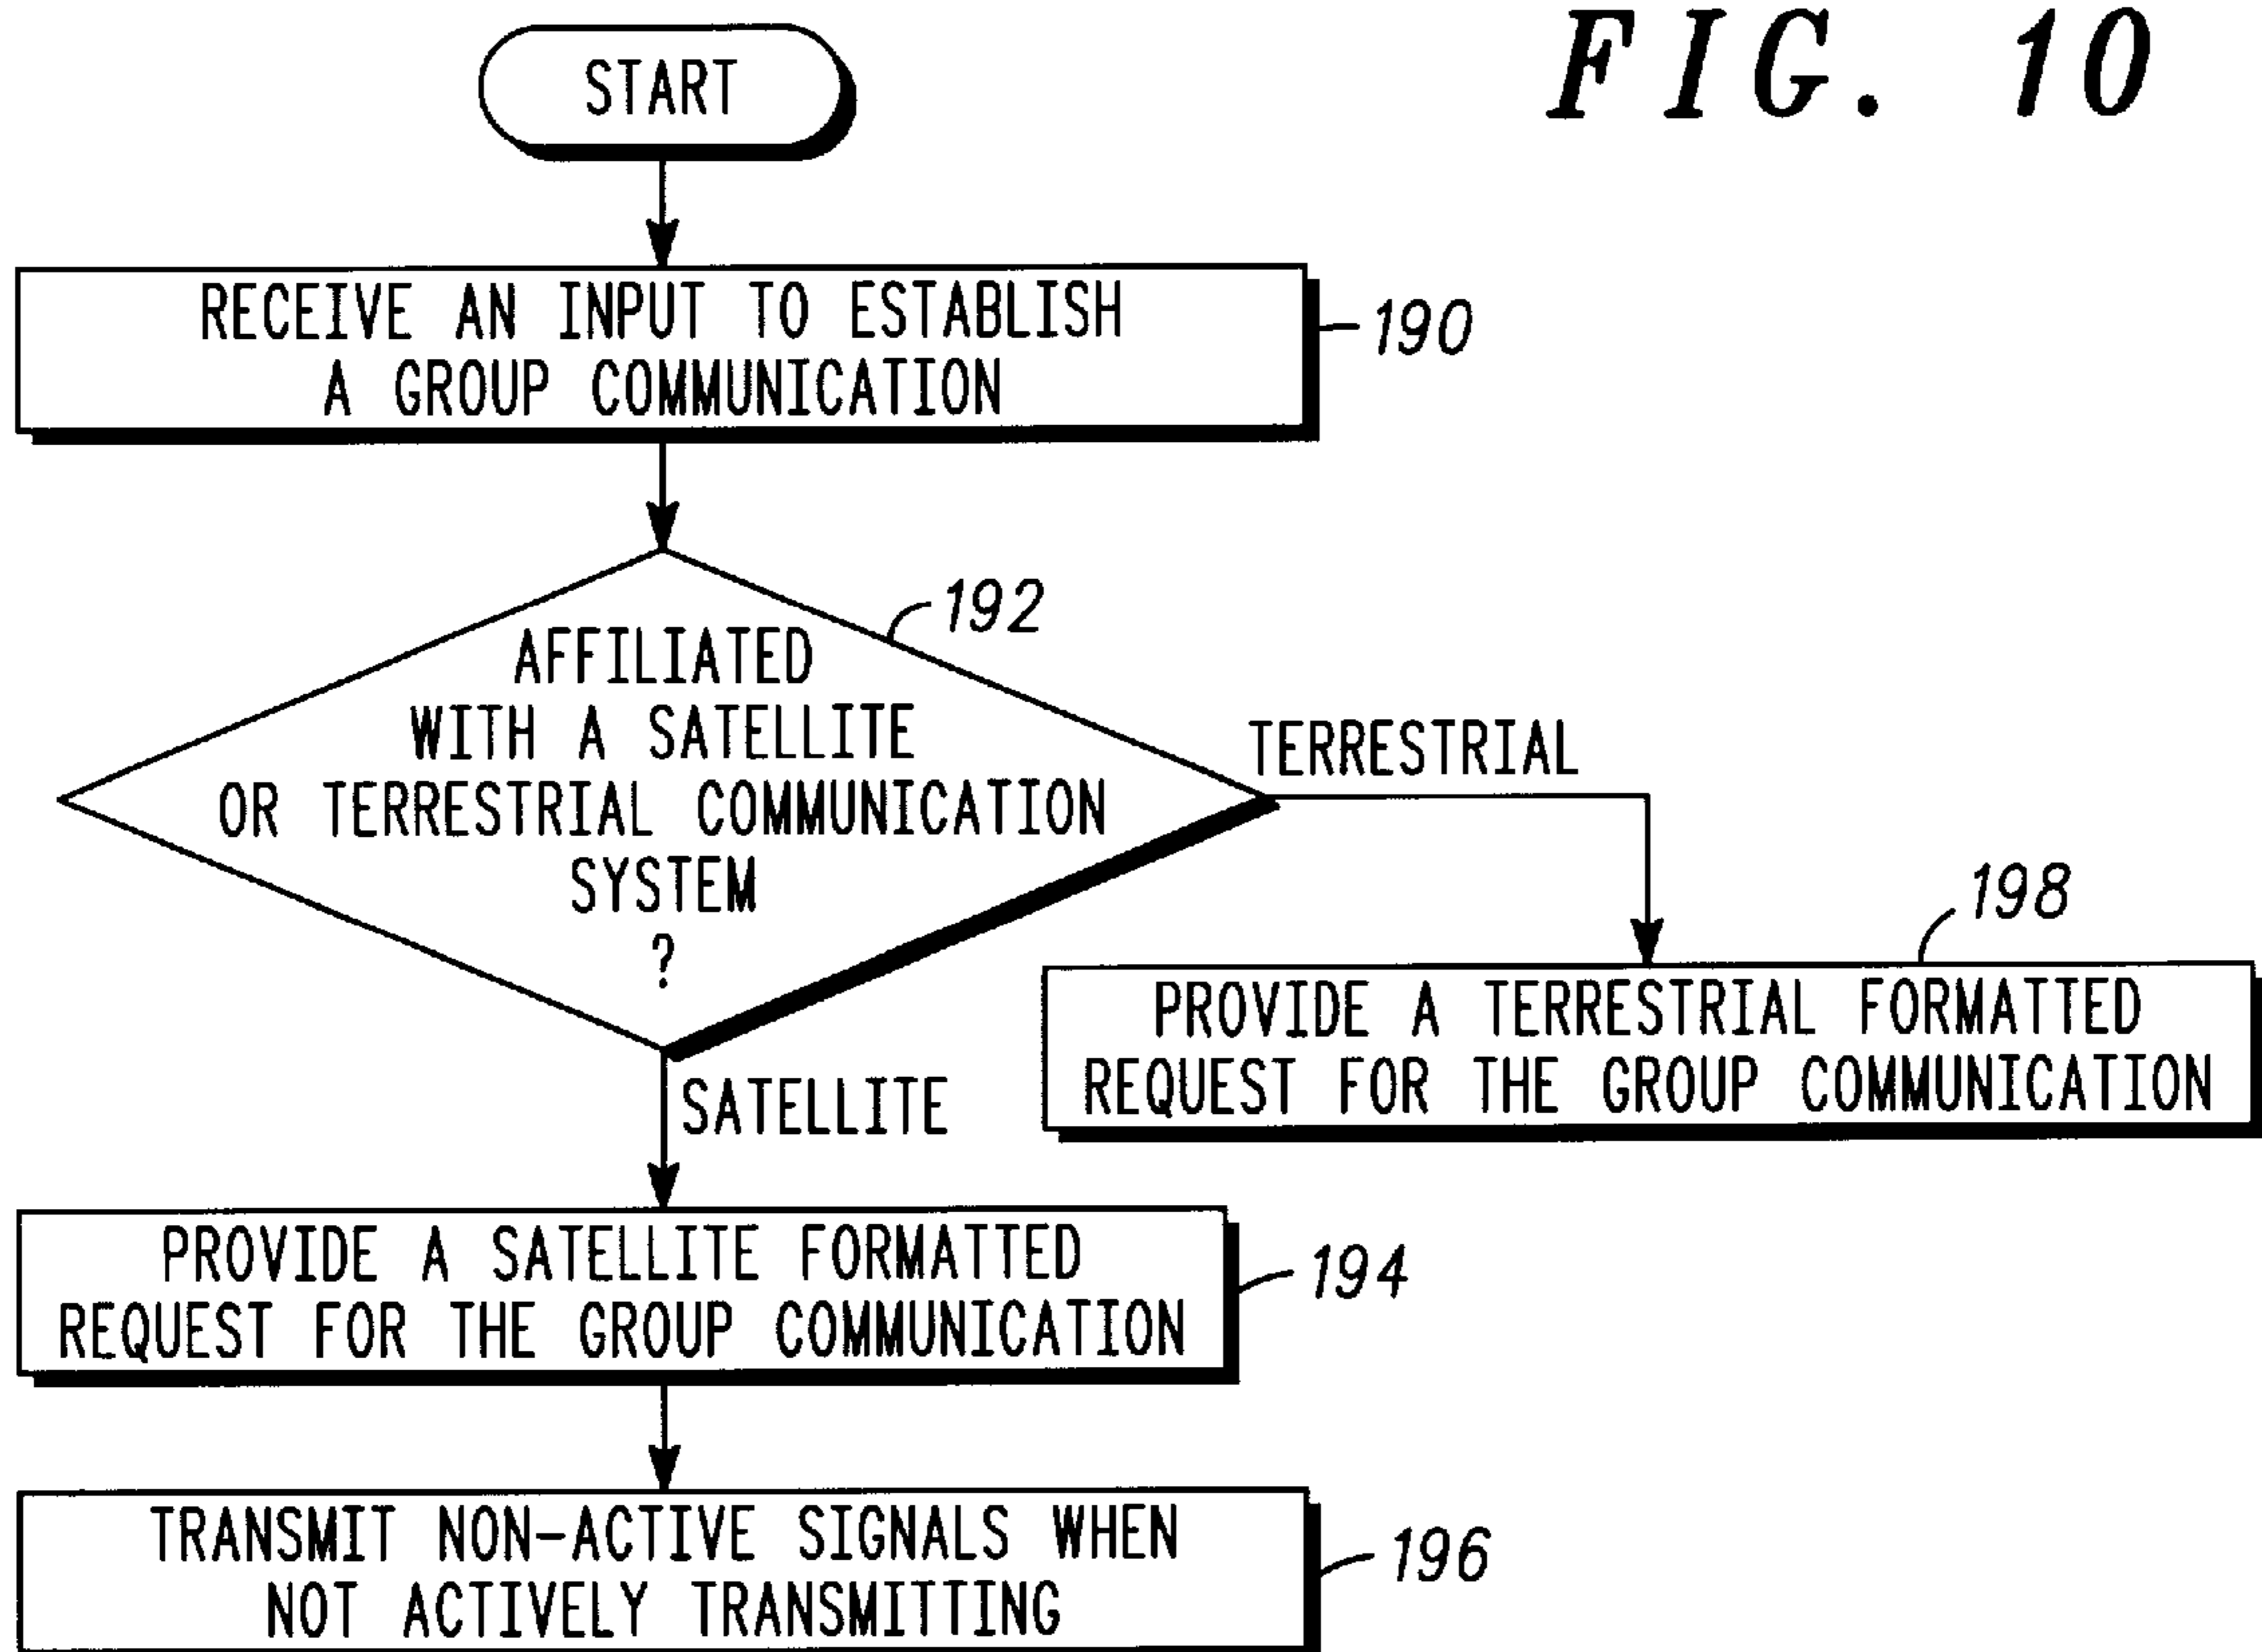 FIG. 10
START
RECEIVE AN INPUT TO ESTABLISH
A GROUP COMMUNICATION
190
192
AFFILIATED
WITH A SATELLITE
OR TERRESTRIAL COMMUNICATION
SYSTEM
?
TERRESTRIAL
198
PROVIDE A TERRESTRIAL FORMATTED
REQUEST FOR THE GROUP COMMUNICATION
SATELLITE
PROVIDE A SATELLITE FORMATTED
REQUEST FOR THE GROUP COMMUNICATION
194
TRANSMIT NON-ACTIVE SIGNALS WHEN
NOT ACTIVELY TRANSMITTING
196